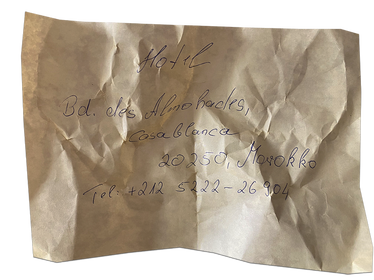 Hotel
Bd. des Almohades,
Casablanca
20250, Marokko
Tel: +212 5222-26904